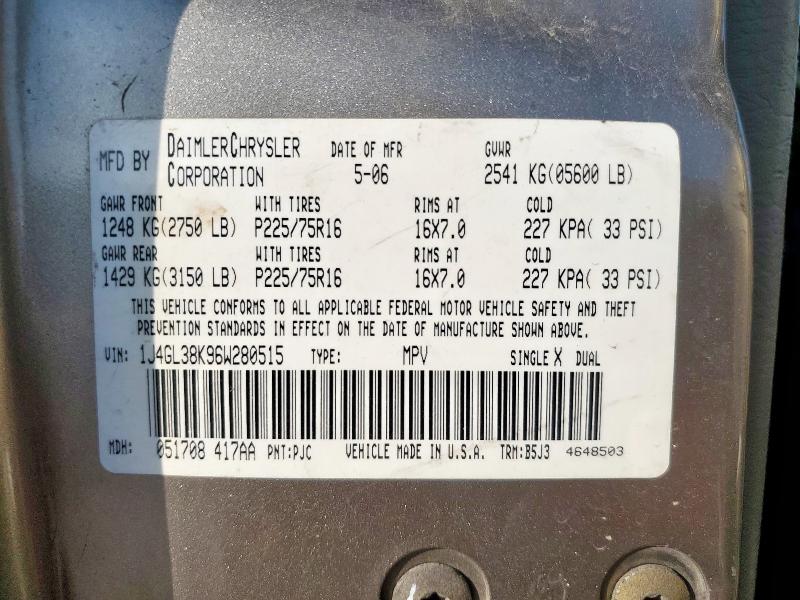 MFD BY DAIMLERCHRYSLER CORPORATION DATE OF MFR 5-06 GVWR 2541 KG(05600 LB)
GAWR FRONT WITH TIRES RIMS AT COLD
1248 KG(2750 LB) P225/75R16 16X7.0 227 KPA( 33 PSI)
GAWR REAR WITH TIRES RIMS AT COLD
1429 KG(3150 LB) P225/75R16 16X7.0 227 KPA( 33 PSI)
THIS VEHICLE CONFORMS TO ALL APPLICABLE FEDERAL MOTOR VEHICLE SAFETY AND THEFT
PREVENTION STANDARDS IN EFFECT ON THE DATE OF MANUFACTURE SHOWN ABOVE.
VIN: 1J4GL38K96W280515 TYPE: MPV SINGLE X DUAL
MDH: 051708 417AA PNT:PJC VEHICLE MADE IN U.S.A. TRM:B5J3 4648503